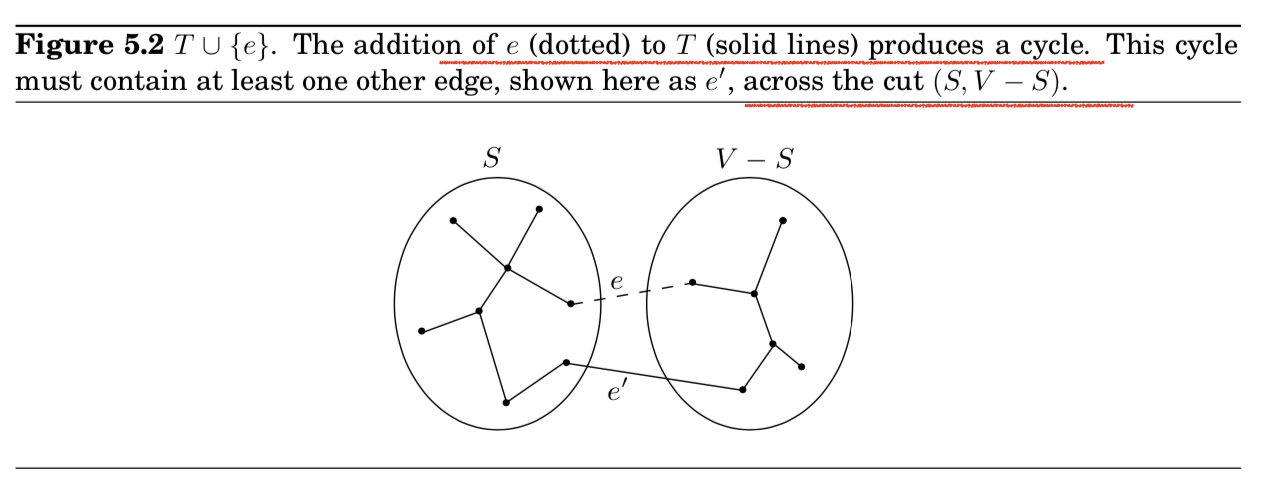 Figure 5.2 T ∪ {e}. The addition of e (dotted) to T (solid lines) produces a cycle. This cycle
must contain at least one other edge, shown here as e′, across the cut (S, V − S).
S
V − S
e
e′